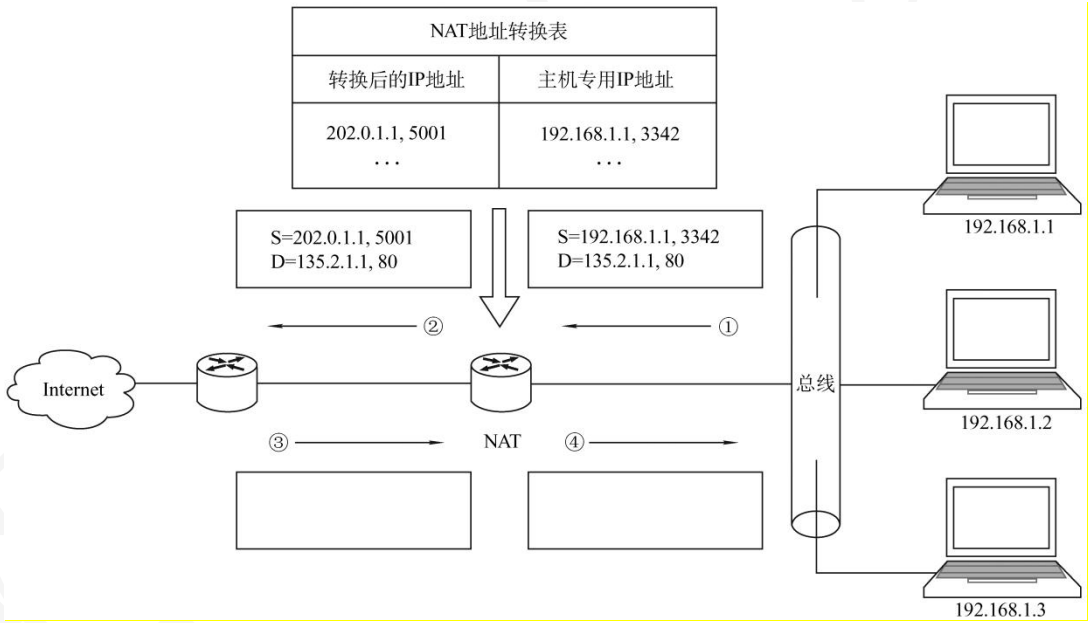 NAT地址转换表
转换后的IP地址
主机专用IP地址
202.0.1.1, 5001
192.168.1.1, 3342
···
···
S=202.0.1.1, 5001
D=135.2.1.1, 80
S=192.168.1.1, 3342
D=135.2.1.1, 80
192.168.1.1
②
①
Internet
总线
192.168.1.2
③
NAT
④
192.168.1.3